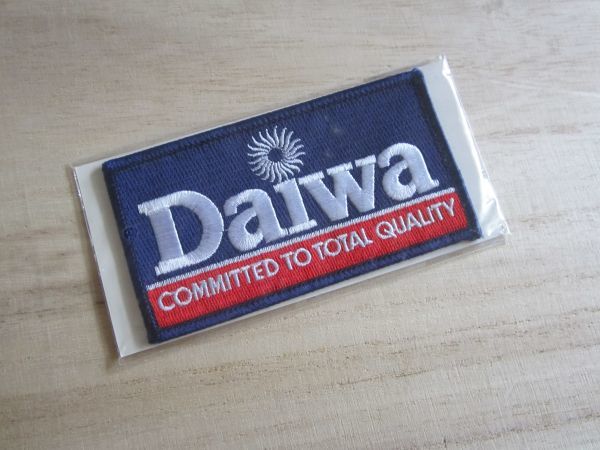 Daiwa
COMMITTED TO TOTAL QUALITY